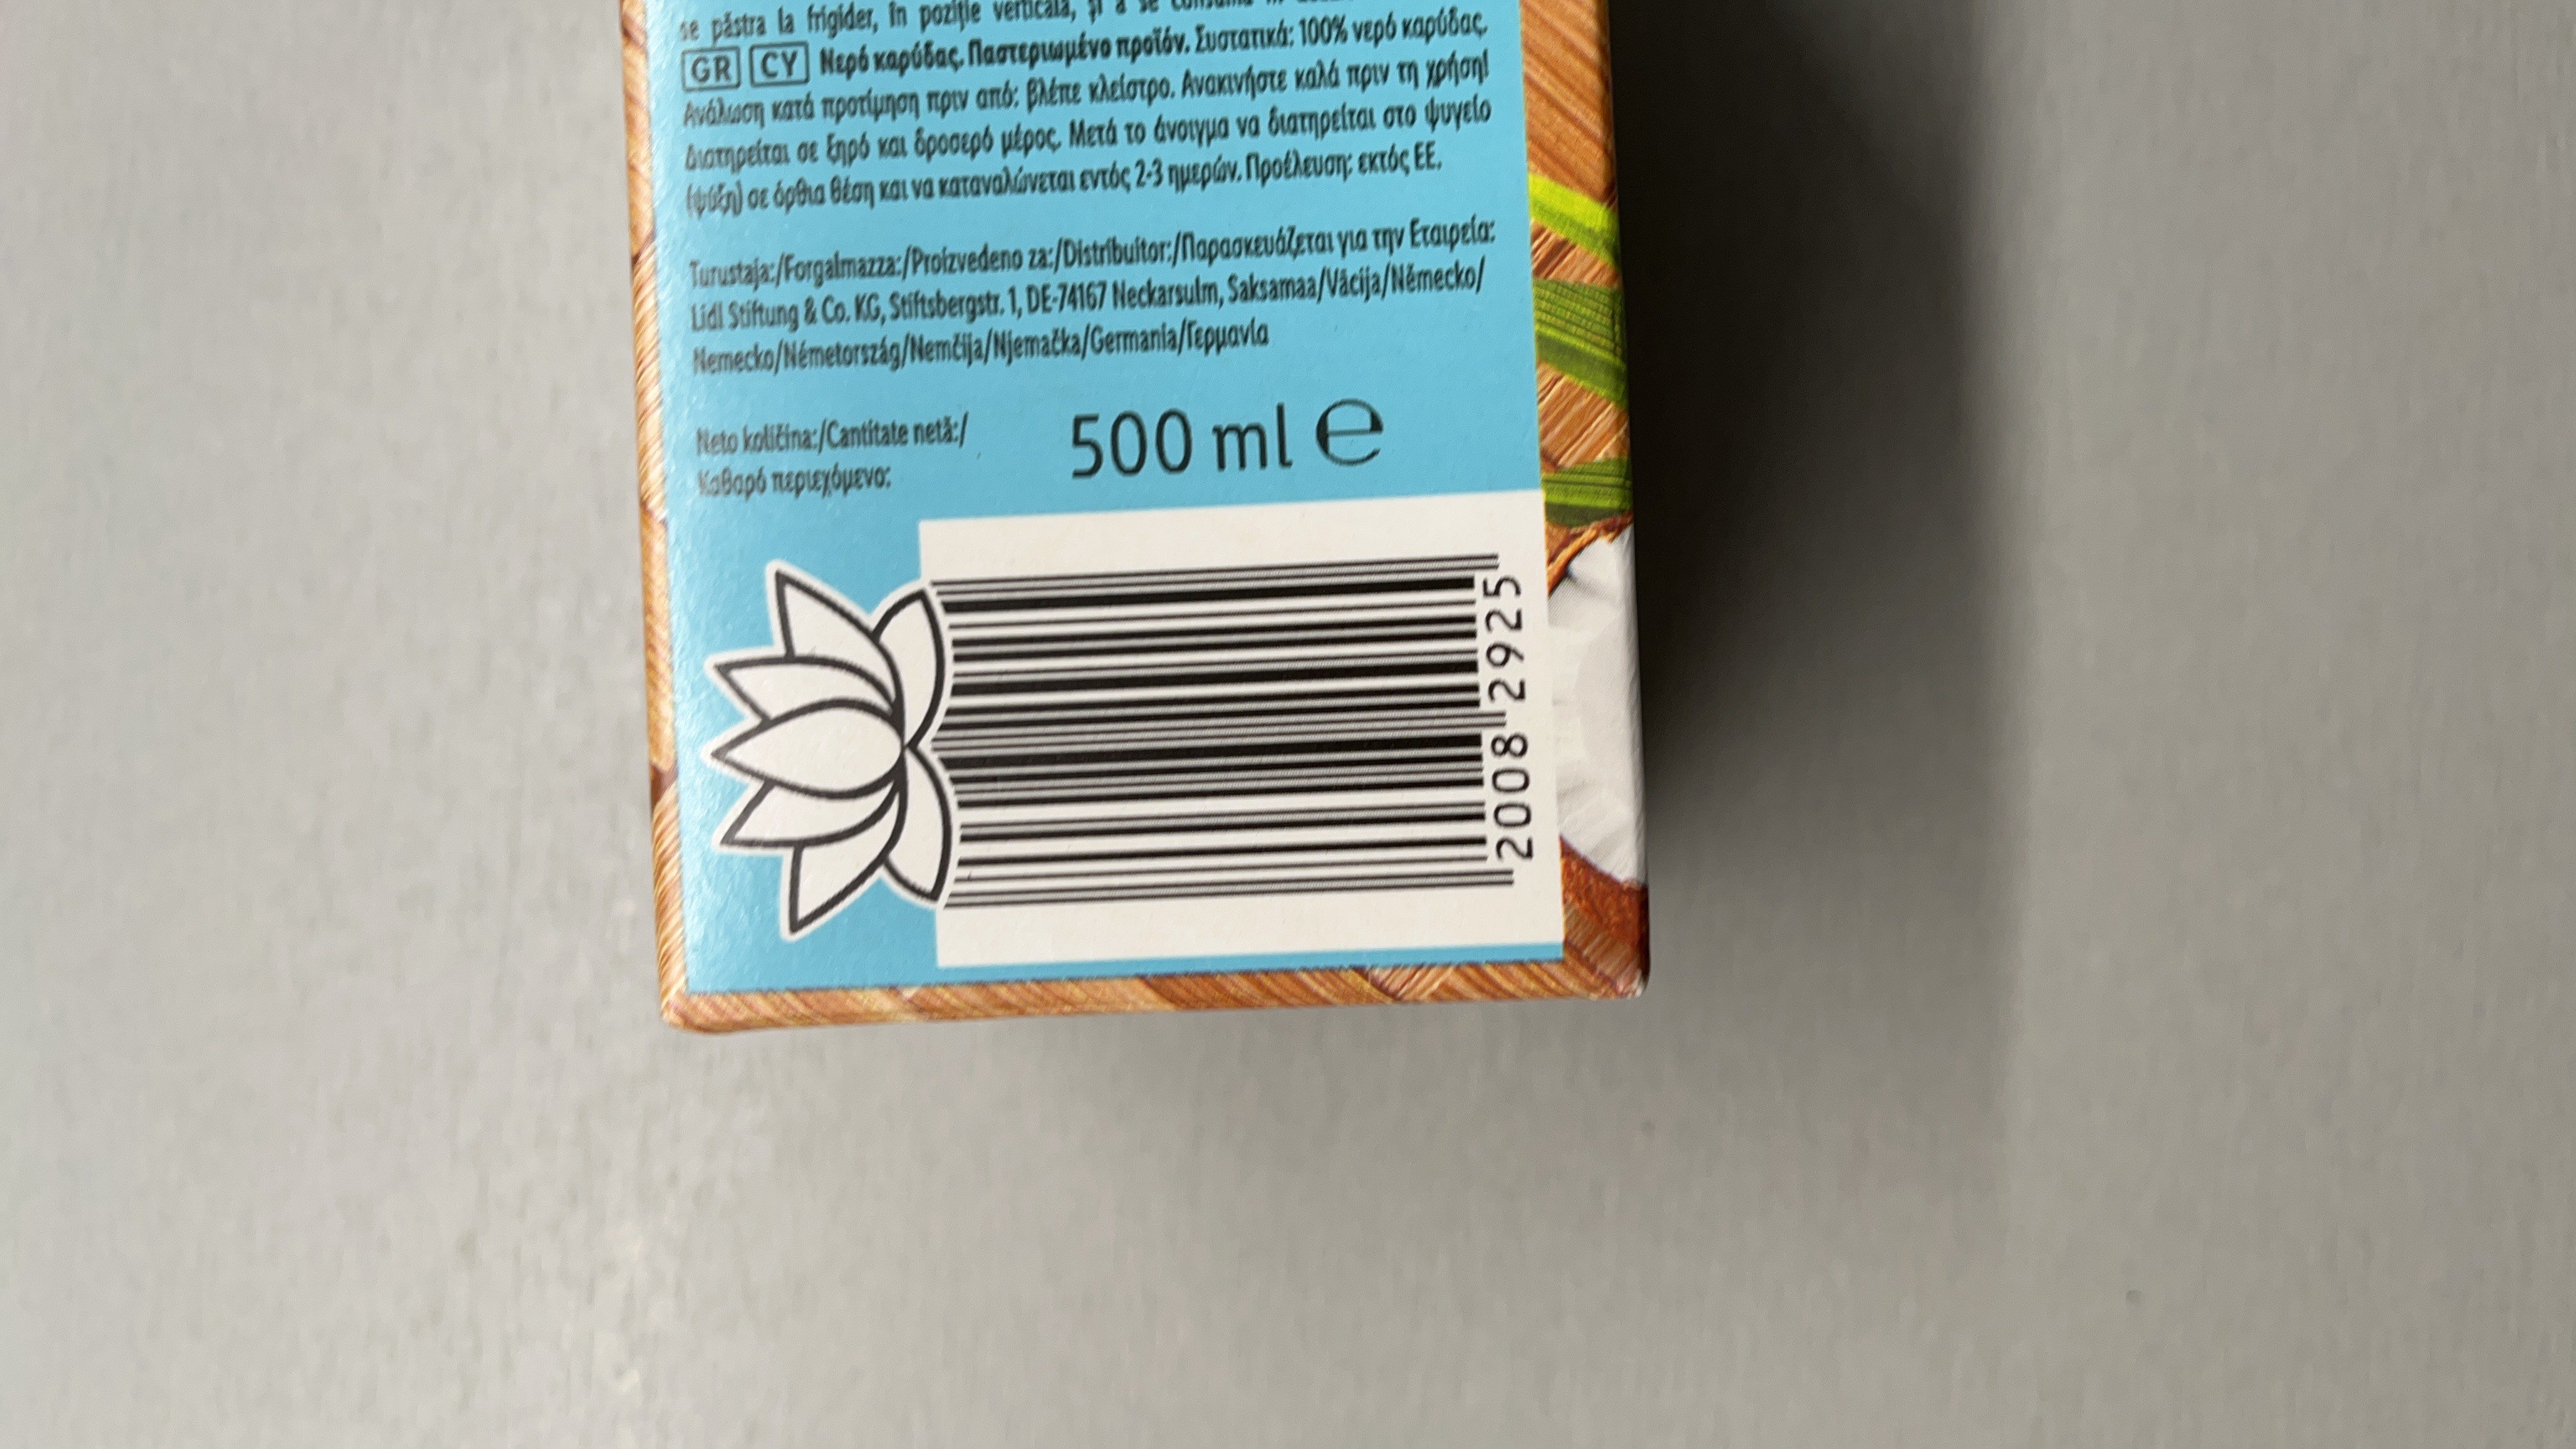 se păstra la frigider, în poziție verticală, și a se
GR CY Νερό καρύδας. Παστεριωμένο προϊόν. Συστατικά: 100% νερό καρύδας.
Ανάλωση κατά προτίμηση πριν από: βλέπε κλείστρο. Ανακινήστε καλά πριν τη χρήση!
Διατηρείται σε ξηρό και δροσερό μέρος. Μετά το άνοιγμα να διατηρείται στο ψυγείο
(ψύξη) σε όρθια θέση και να καταναλώνεται εντός 2-3 ημερών. Προέλευση: εκτός ΕΕ.
Turustaja:/Forgalmazza:/Proizvedeno za:/Distribuitor:/Παρασκευάζεται για την Εταιρεία:
Lidl Stiftung & Co. KG, Stiftsbergstr. 1, DE-74167 Neckarsulm, Saksamaa/Vācija/Německo/
Nemecko/Németország/Nemčija/Njemačka/Germania/Γερμανία
Neto količina:/Cantitate netă:/
Καθαρό περιεχόμενο:
500 ml ℮
2008 2925